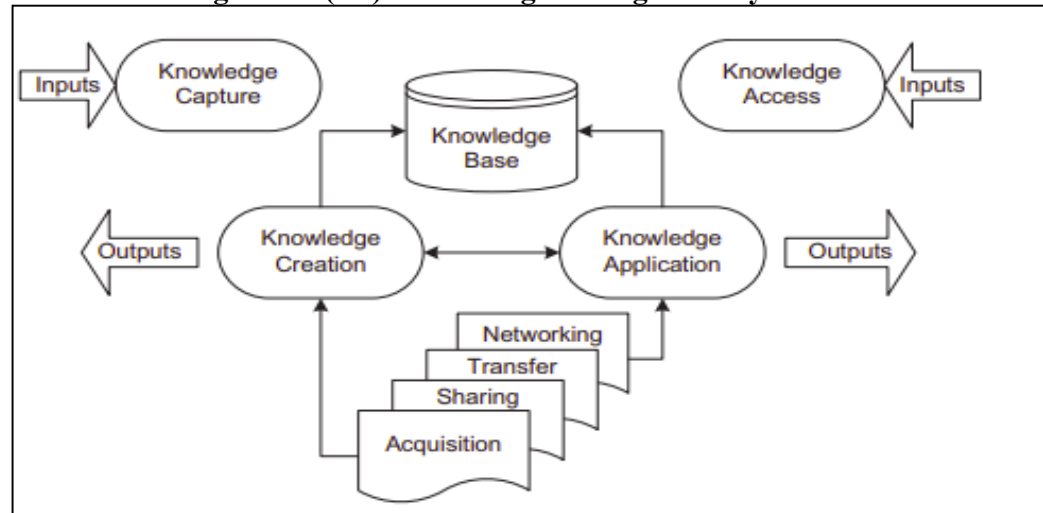 Inputs
Knowledge
Capture
Knowledge
Access
Inputs
Knowledge
Base
Outputs
Knowledge
Creation
Knowledge
Application
Outputs
Networking
Transfer
Sharing
Acquisition